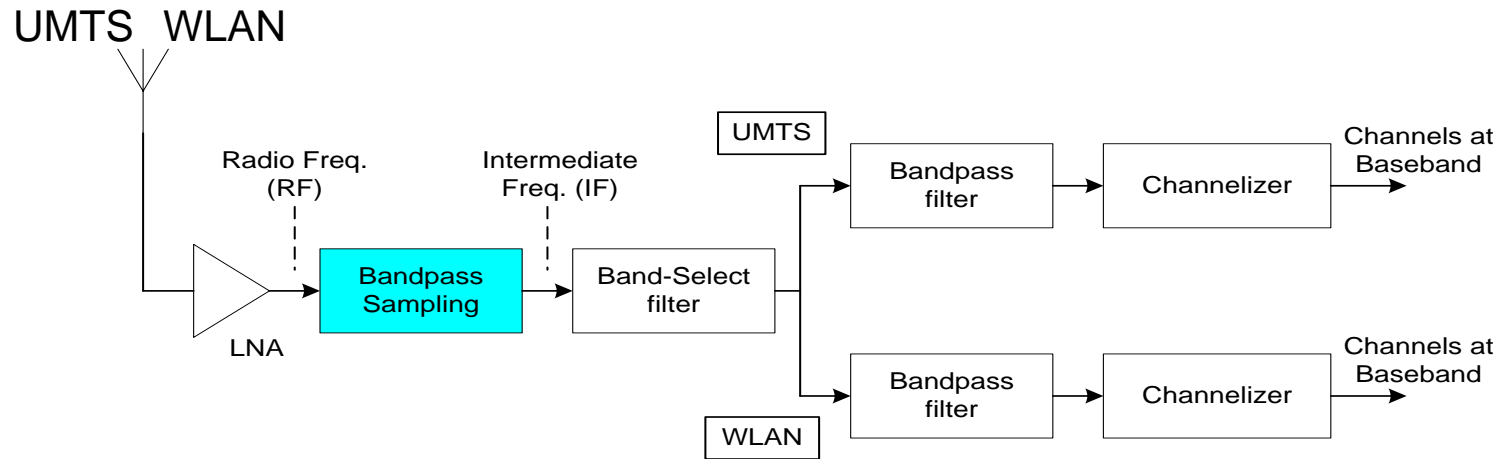 UMTS WLAN
Radio Freq.
(RF)
Intermediate
Freq. (IF)
LNA
Bandpass
Sampling
Band-Select
filter
UMTS
Bandpass
filter
Channelizer
Channels at
Baseband
WLAN
Bandpass
filter
Channelizer
Channels at
Baseband